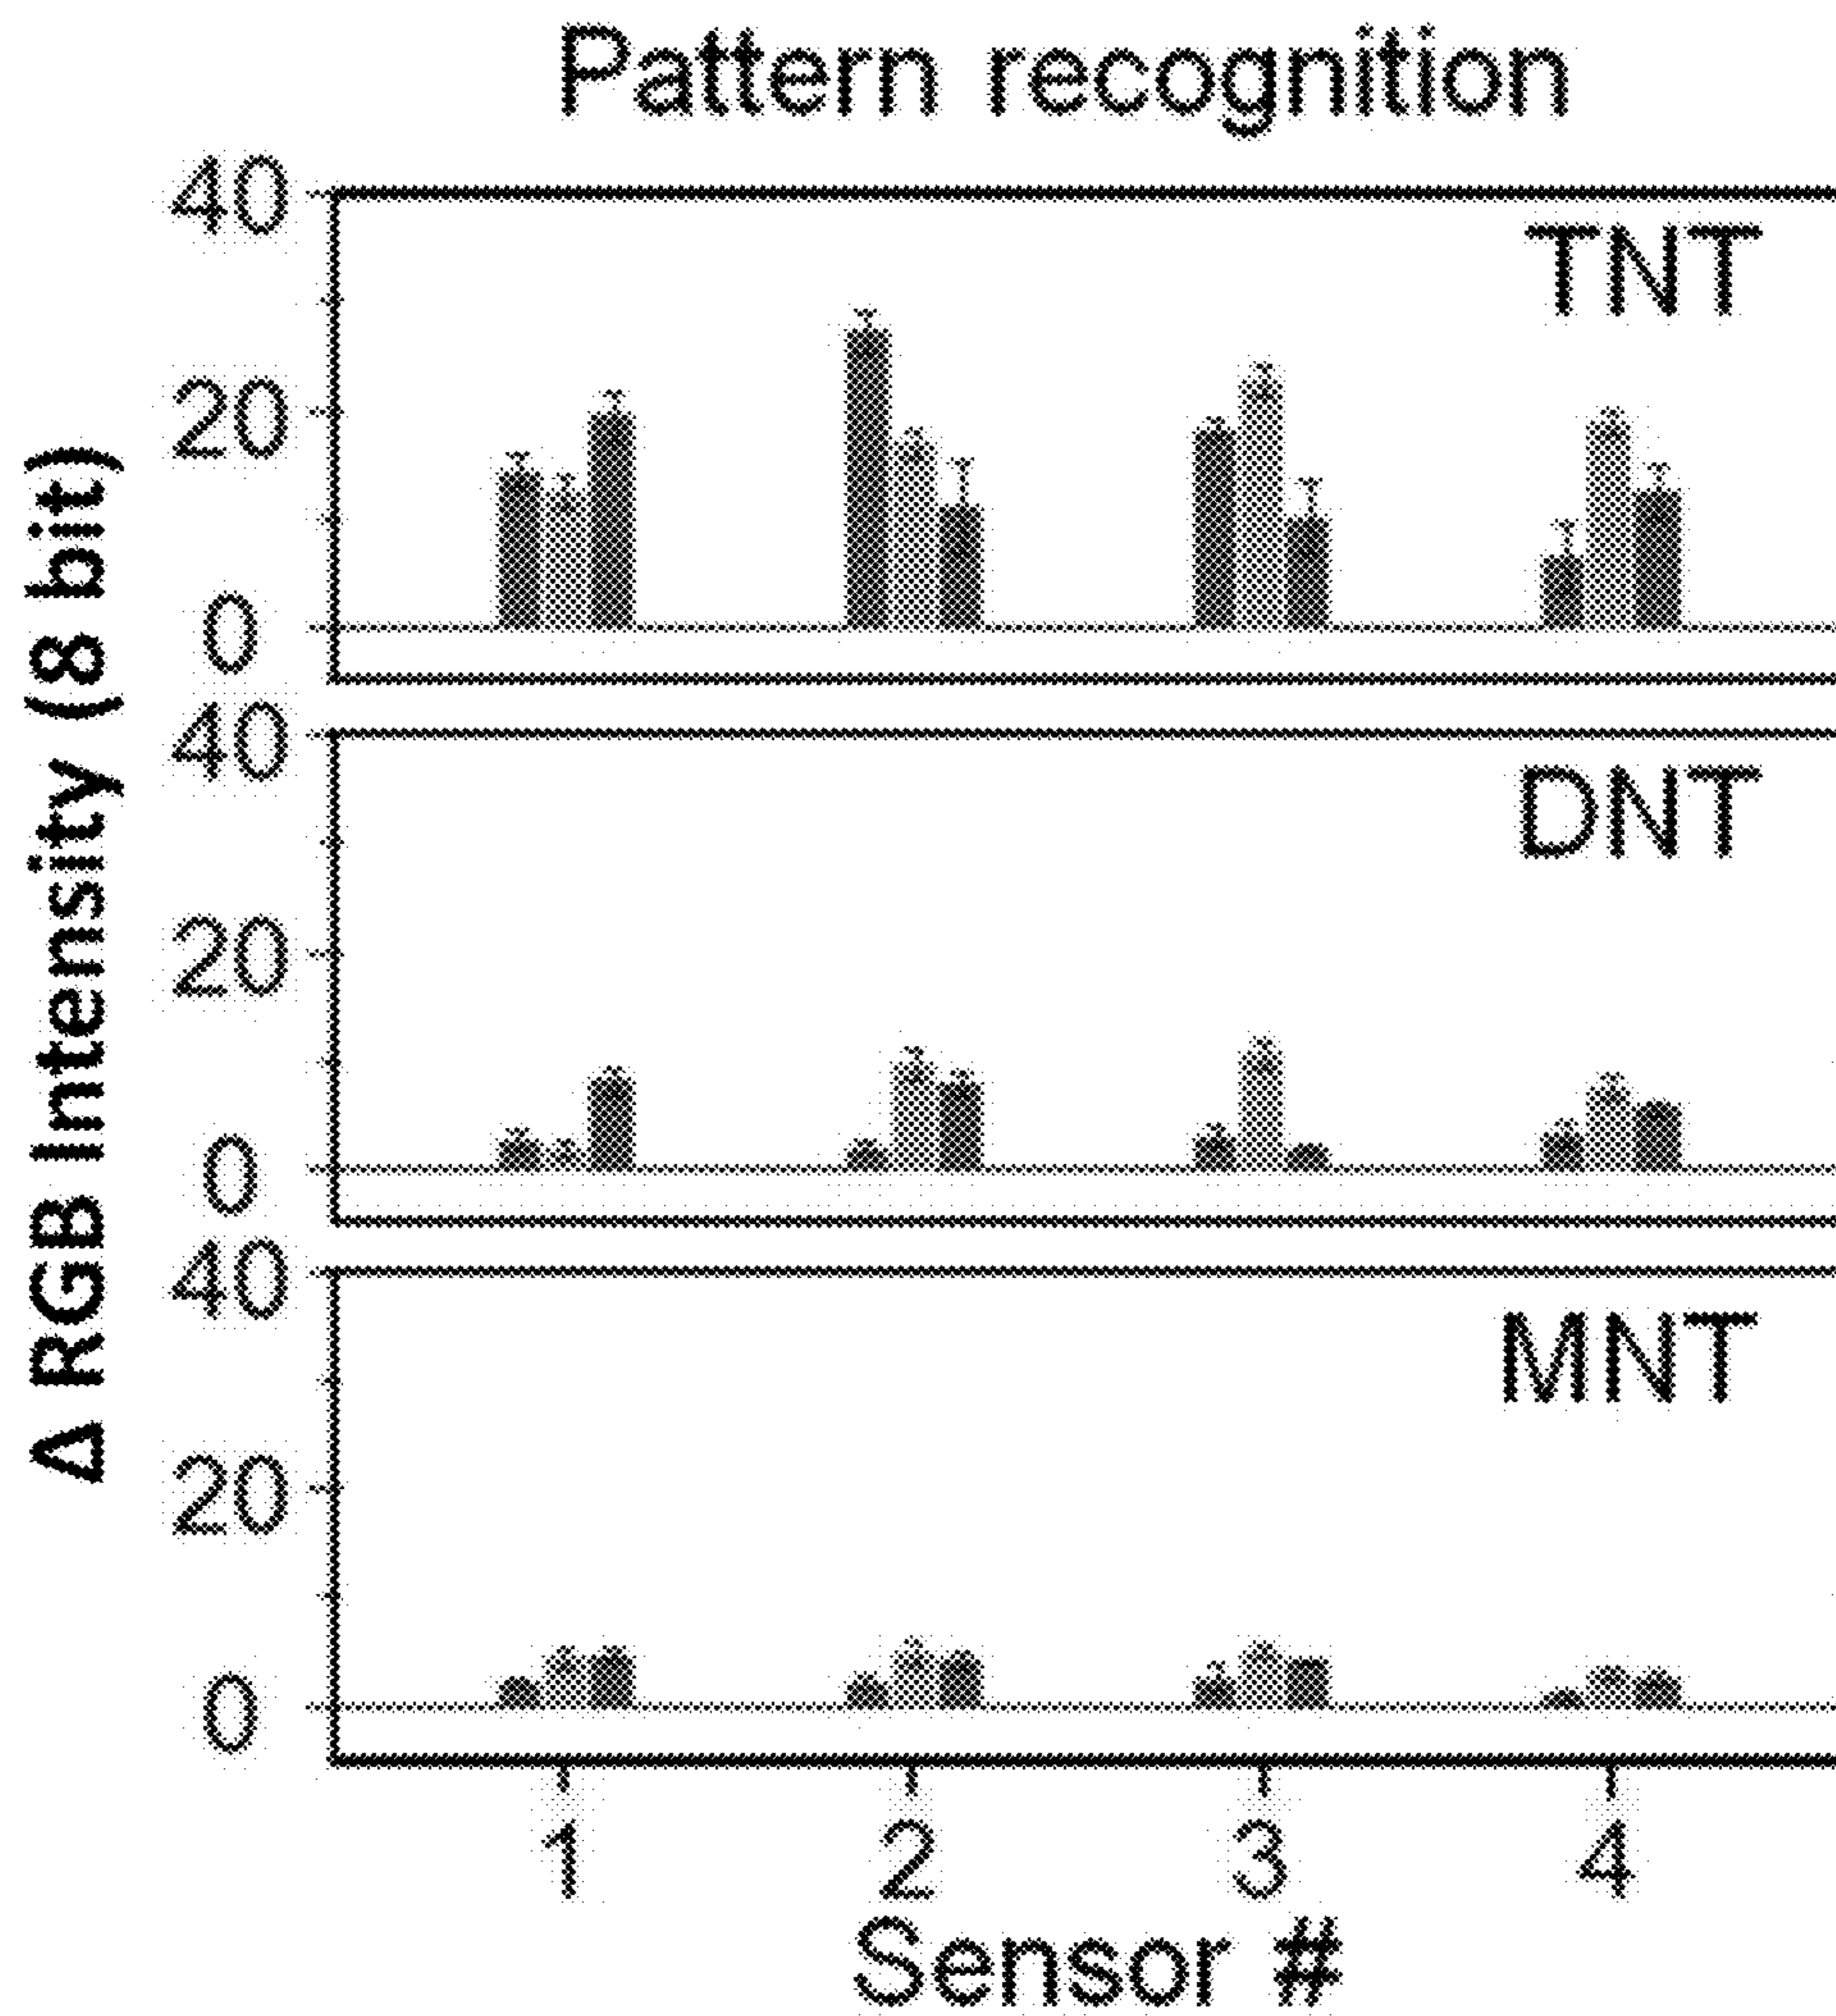 Pattern recognition
40
TNT
20
0
40
DNT
20
0
40
MNT
20
0
Δ RGB Intensity (8 bit)
1 2 3 4
Sensor #